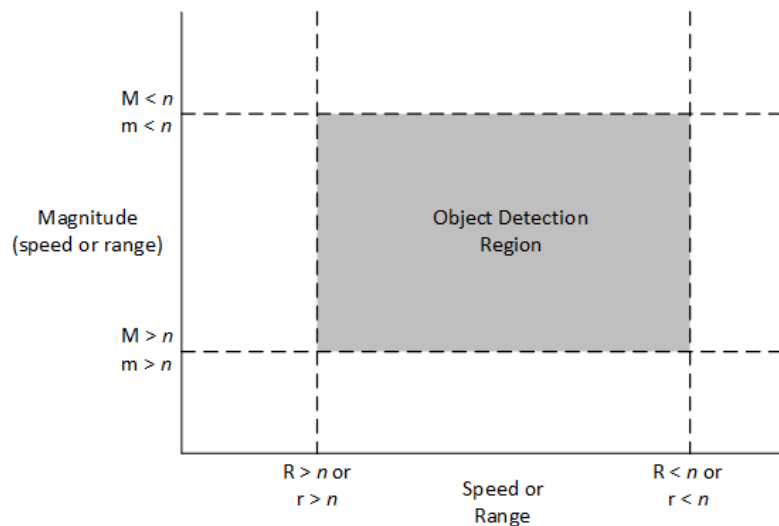 M < n
m < n
Magnitude
(speed or range)
Object Detection
Region
M > n
m > n
R > n or
r > n
Speed or
Range
R < n or
r < n